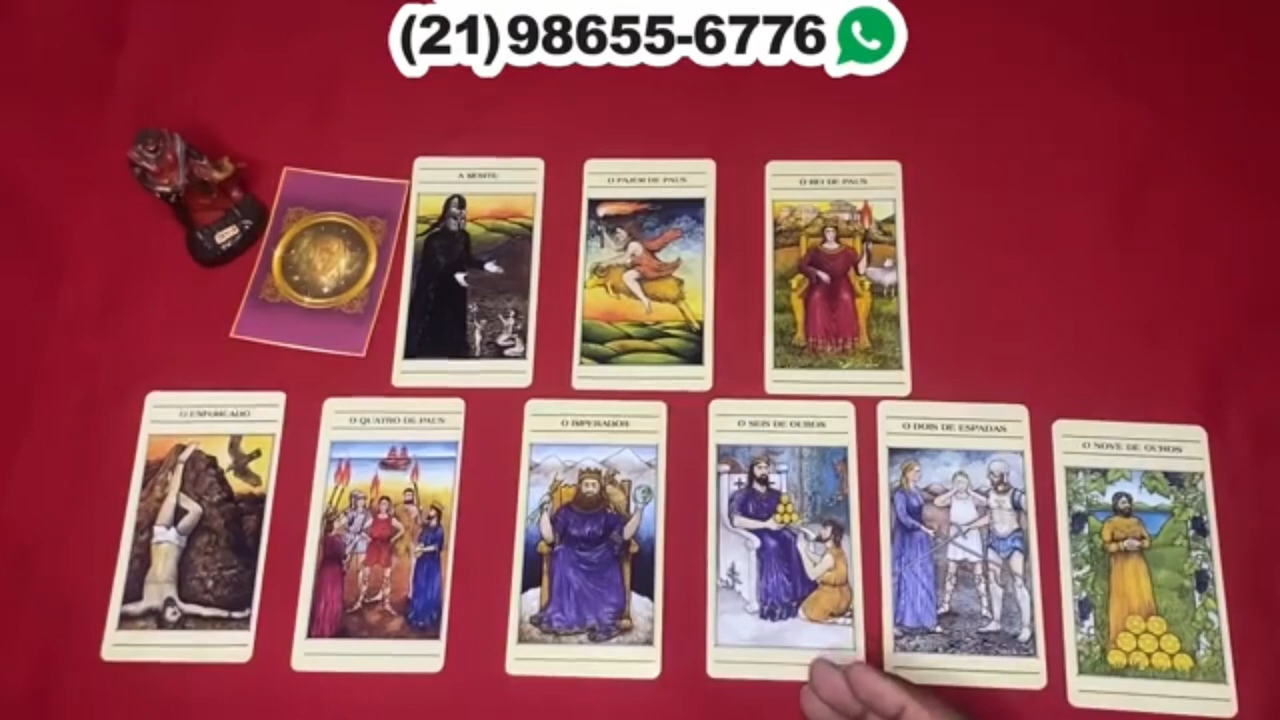 (21)98655-6776
A MORTE
O PAJEM DE PAUS
O REI DE PAUS
O ENFORCADO
O QUATRO DE PAUS
O IMPERADOR
O SEIS DE OUROS
O DOIS DE ESPADAS
O NOVE DE OUROS